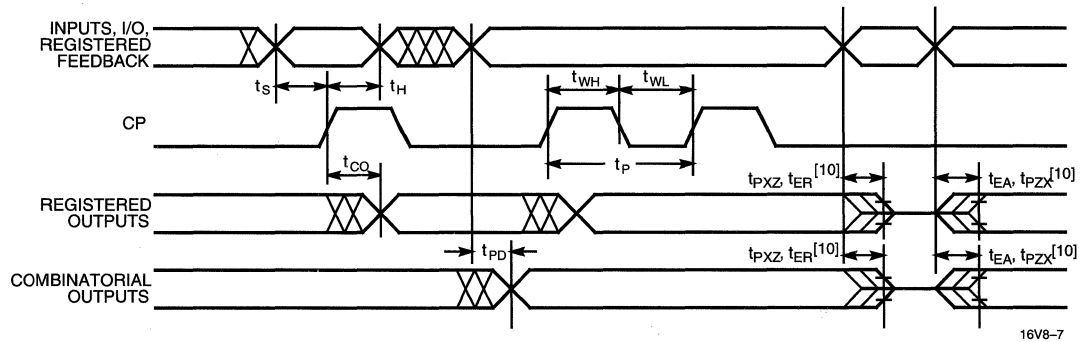 INPUTS, I/O,
REGISTERED
FEEDBACK
tS
tH
tWH
tWL
CP
tCO
tP
tPXZ, tER[10]
tEA, tPZX[10]
REGISTERED
OUTPUTS
tPD
tPXZ, tER[10]
tEA, tPZX[10]
COMBINATORIAL
OUTPUTS
16V8–7